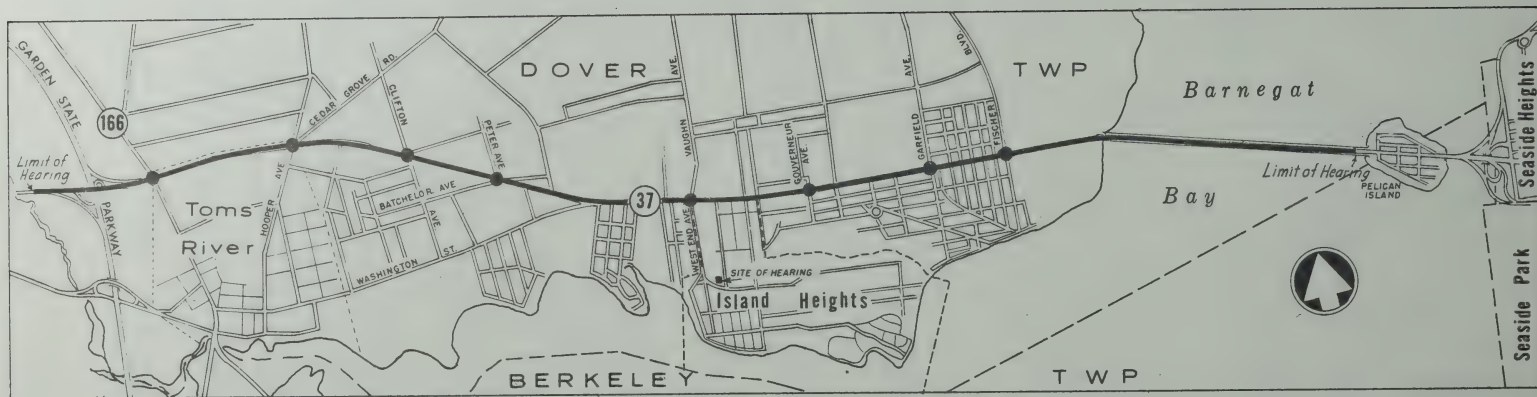 GARDEN STATE
PARKWAY
166
Limit of
Hearing
CEDAR GROVE RD.
CLIFTON
AVE
PETER AVE
HOOPER AVE
BATCHELOR AVE
WASHINGTON ST.
Toms
River
DOVER
TWP
37
VAUGHN AVE.
WEST END AVE
GOUVERNEUR
AVE.
GARFIELD AVE.
FISCHER BLVD.
SITE OF HEARING
Island Heights
BERKELEY
TWP
Barnegat
Bay
Limit of Hearing
PELICAN
ISLAND
Seaside Heights
Seaside Park